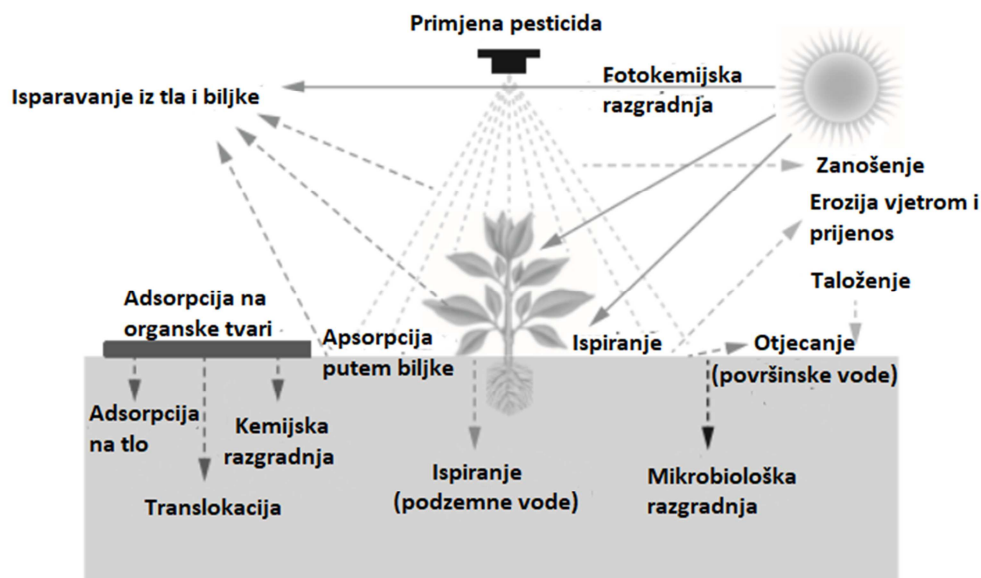 Primjena pesticida
Isparavanje iz tla i biljke
Fotokemijska
razgradnja
Zanošenje
Erozija vjetrom i
prijenos
Taloženje
Adsorpcija na
organske tvari
Apsorpcija
putem biljke
Ispiranje
Otjecanje
(površinske vode)
Adsorpcija
na tlo
Kemijska
razgradnja
Translokacija
Ispiranje
(podzemne vode)
Mikrobiološka
razgradnja